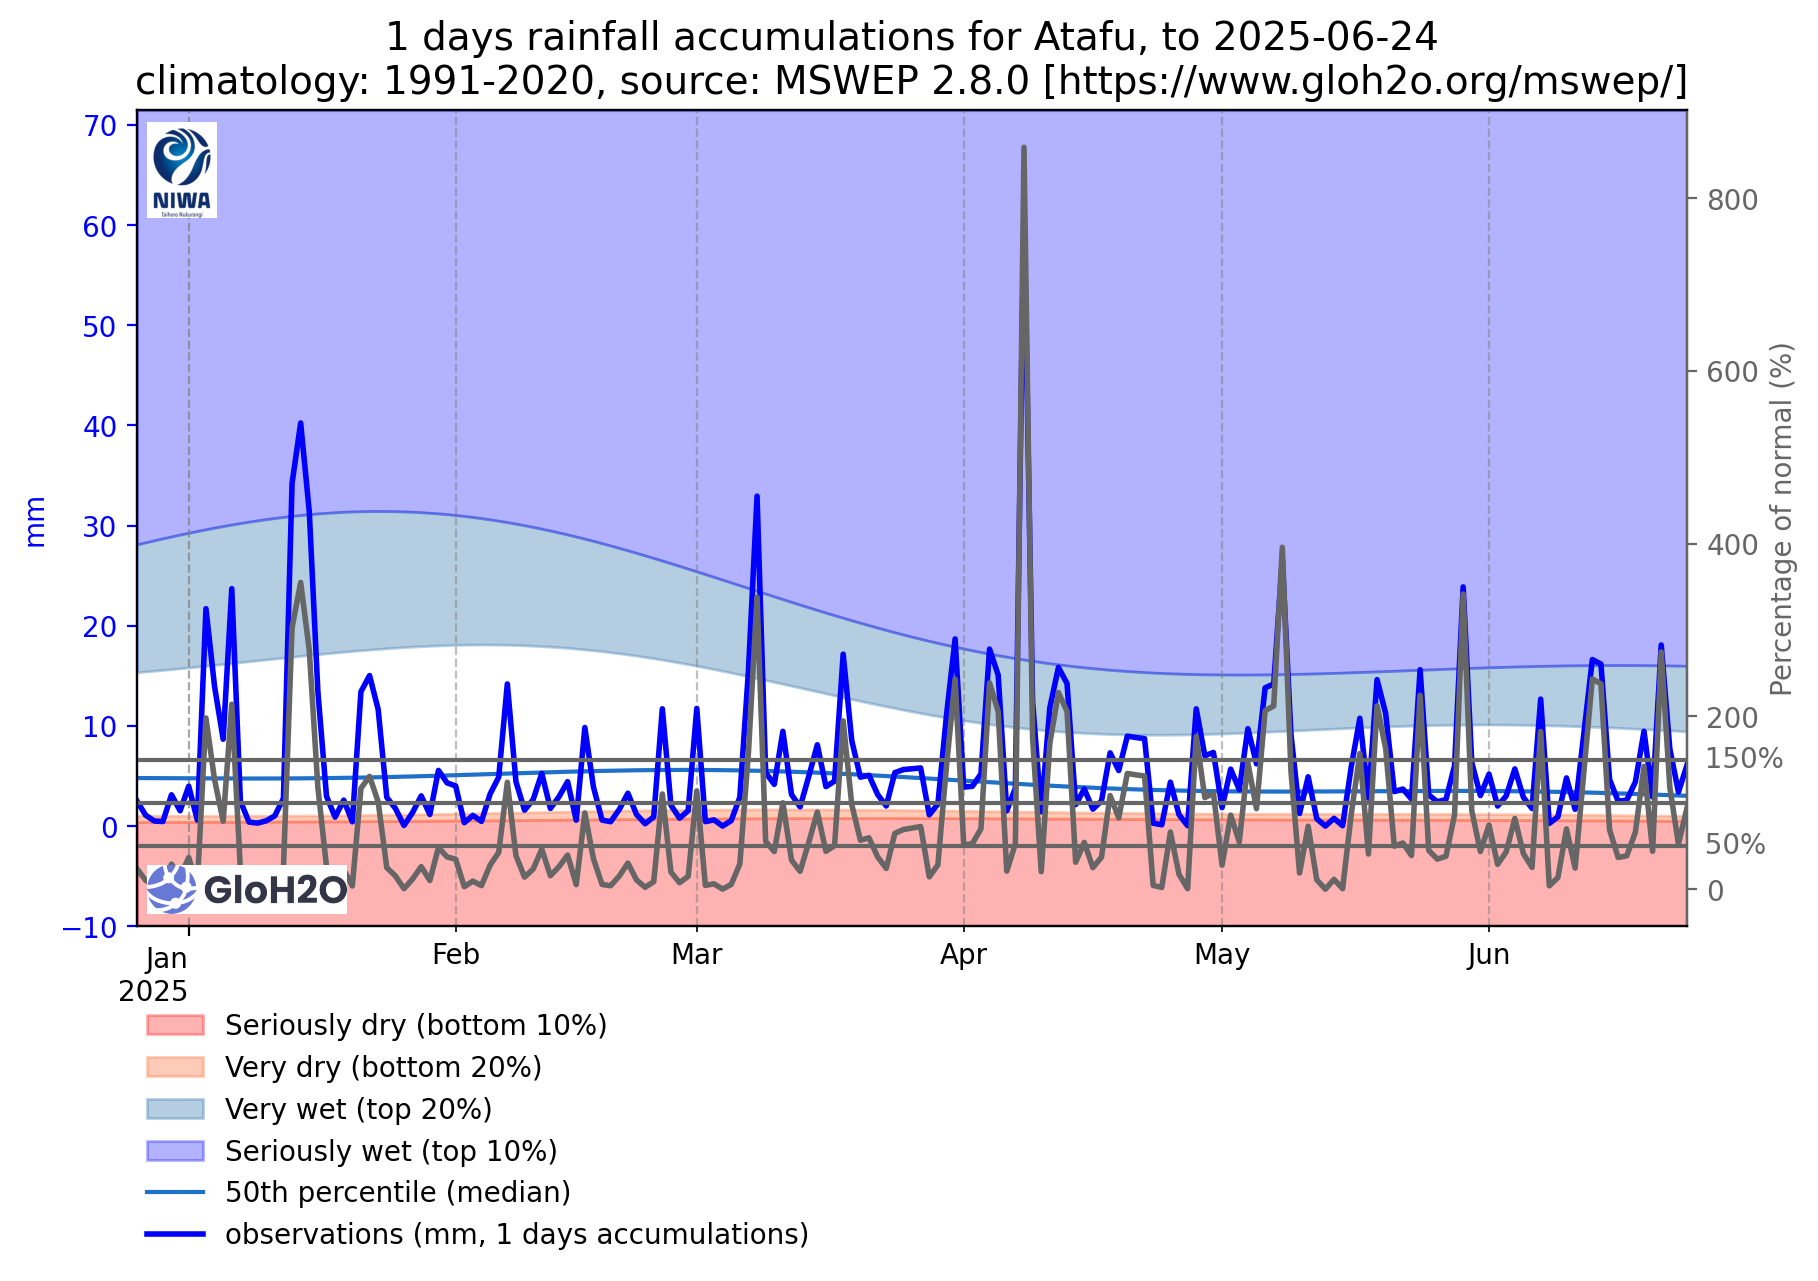 1 days rainfall accumulations for Atafu, to 2025-06-24
climatology: 1991-2020, source: MSWEP 2.8.0 [https://www.gloh2o.org/mswep/]
70
60
50
40
30
20
10
0
−10
mm
NIWA
Taihoro Nukurangi
GloH2O
800
600
400
200
150%
50%
0
Percentage of normal (%)
Jan
2025
Feb
Mar
Apr
May
Jun
Seriously dry (bottom 10%)
Very dry (bottom 20%)
Very wet (top 20%)
Seriously wet (top 10%)
50th percentile (median)
observations (mm, 1 days accumulations)